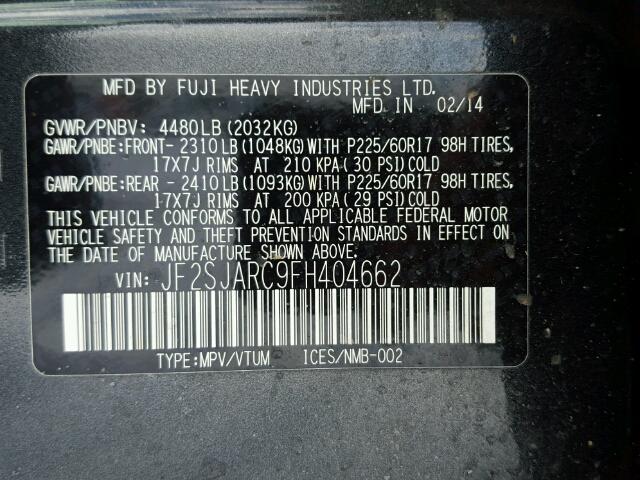 MFD BY FUJI HEAVY INDUSTRIES LTD.
MFD IN 02/14
GVWR/PNBV: 4480LB(2032KG)
GAWR/PNBE:FRONT- 2310LB(1048KG)WITH P225/60R17 98H TIRES,
17X7J RIMS AT 210 KPA( 30 PSI)COLD
GAWR/PNBE:REAR - 2410LB(1093KG)WITH P225/60R17 98H TIRES,
17X7J RIMS AT 200 KPA( 29 PSI)COLD
THIS VEHICLE CONFORMS TO ALL APPLICABLE FEDERAL MOTOR
VEHICLE SAFETY AND THEFT PREVENTION STANDARDS IN EFFECT
ON THE DATE OF MANUFACTURE SHOWN ABOVE.
VIN: JF2SJARC9FH404662
TYPE:MPV/VTUM ICES/NMB-002